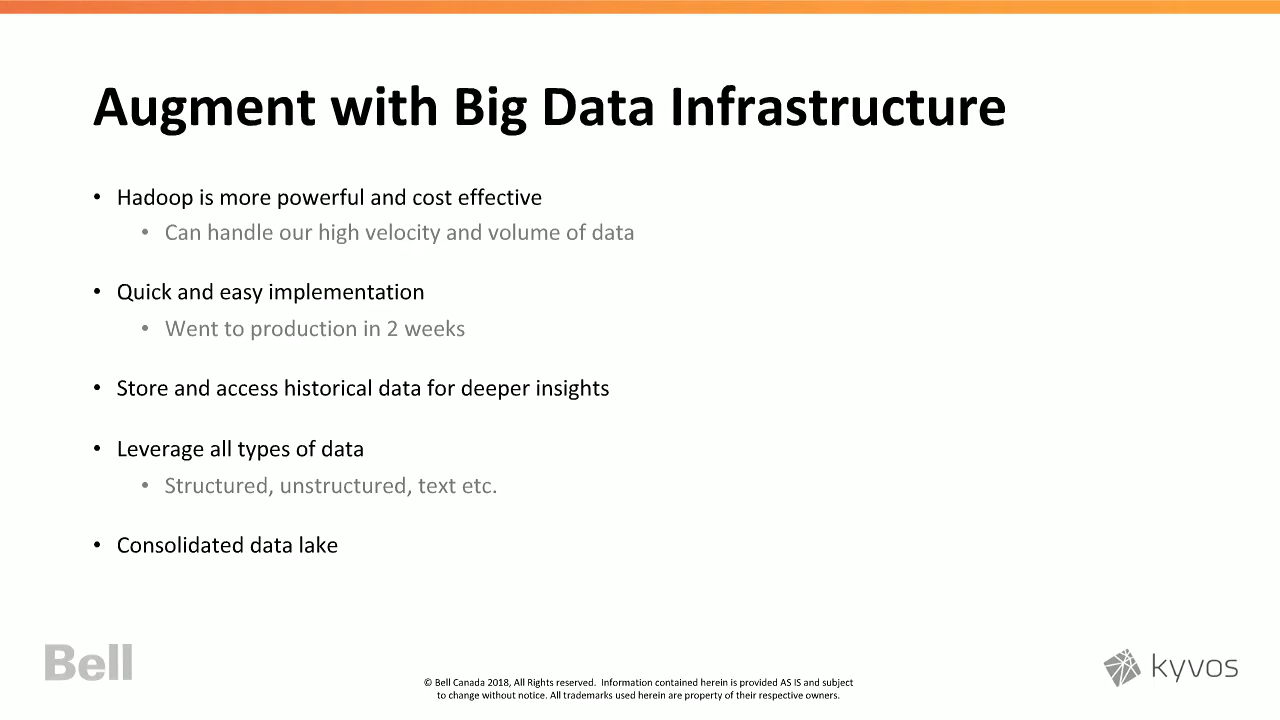 Augment with Big Data Infrastructure
• Hadoop is more powerful and cost effective
• Can handle our high velocity and volume of data
• Quick and easy implementation
• Went to production in 2 weeks
• Store and access historical data for deeper insights
• Leverage all types of data
• Structured, unstructured, text etc.
• Consolidated data lake
Bell
© Bell Canada 2018, All Rights reserved. Information contained herein is provided AS IS and subject
to change without notice. All trademarks used herein are property of their respective owners.
kyvos